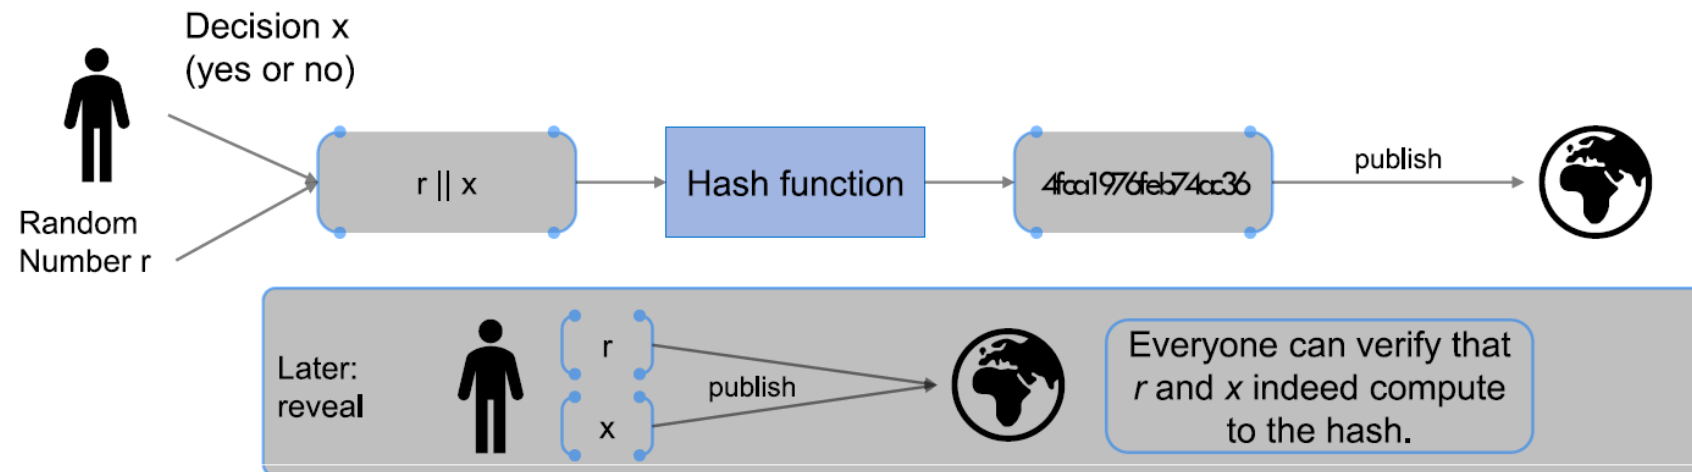 Decision x
(yes or no)
Random
Number r
r || x
Hash function
4fca1976feb74ac36
publish
Later:
reveal
r
x
publish
Everyone can verify that
r and x indeed compute
to the hash.